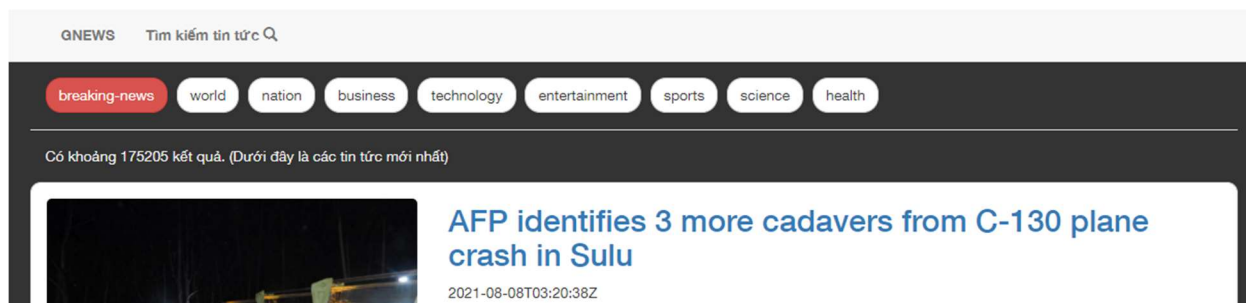 GNEWS Tìm kiếm tin tức
breaking-news world nation business technology entertainment sports science health
Có khoảng 175205 kết quả. (Dưới đây là các tin tức mới nhất)
AFP identifies 3 more cadavers from C-130 plane
crash in Sulu
2021-08-08T03:20:38Z